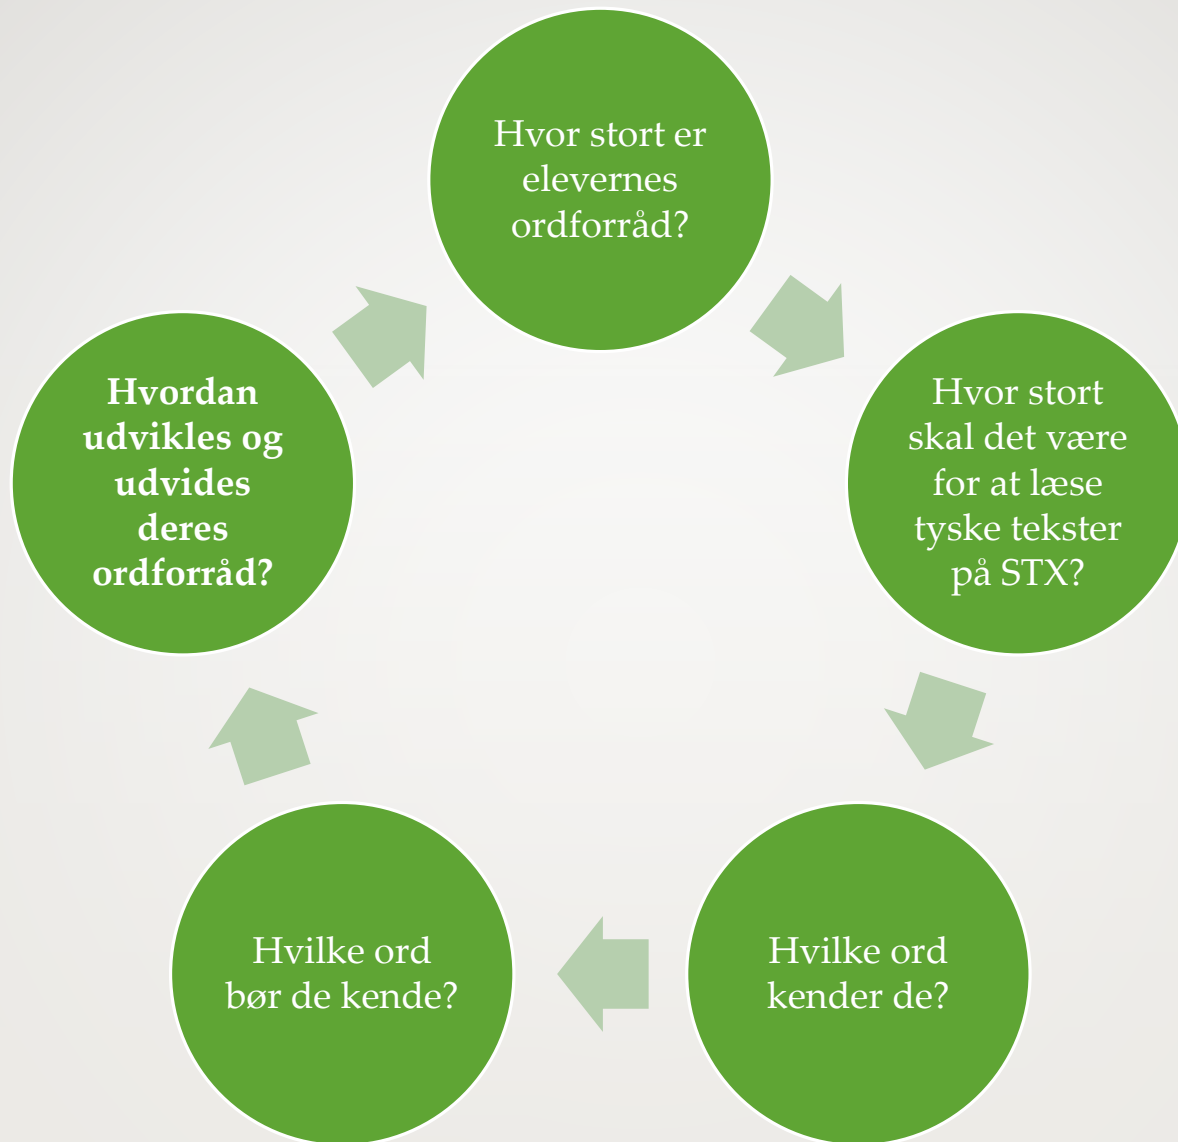 Hvor stort er
elevernes
ordforråd?
Hvor stort
skal det være
for at læse
tyske tekster
på STX?
Hvilke ord
kender de?
Hvilke ord
bør de kende?
Hvordan
udvikles og
udvides
deres
ordforråd?